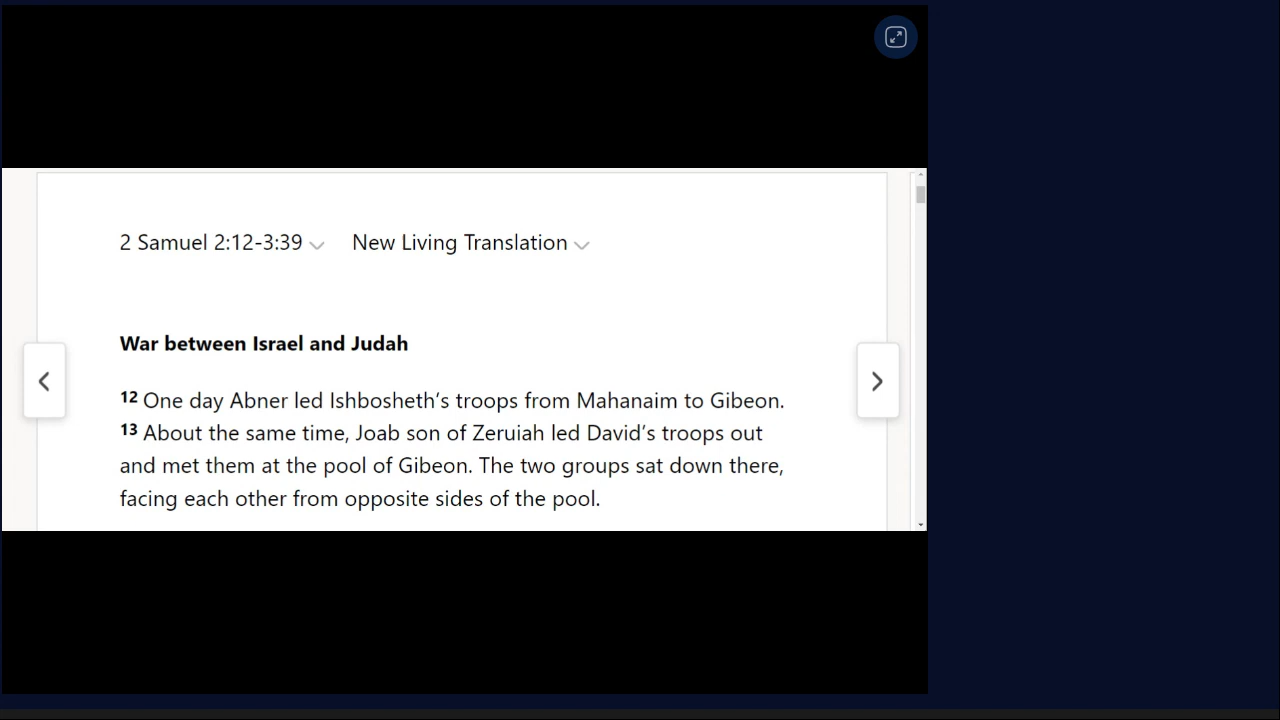 2 Samuel 2:12-3:39 New Living Translation
War between Israel and Judah
12 One day Abner led Ishbosheth’s troops from Mahanaim to Gibeon.
13 About the same time, Joab son of Zeruiah led David’s troops out
and met them at the pool of Gibeon. The two groups sat down there,
facing each other from opposite sides of the pool.